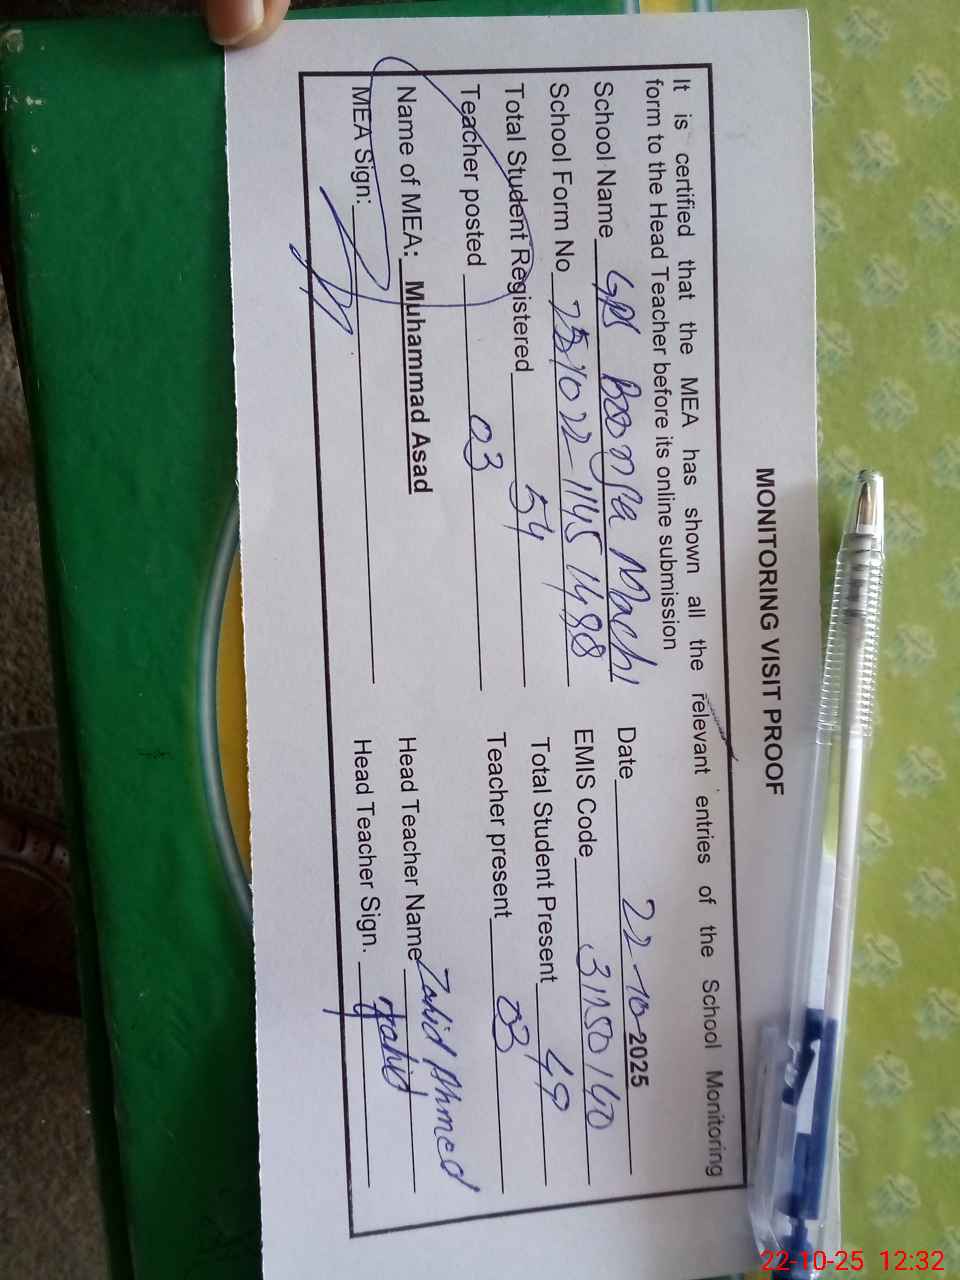 MONITORING VISIT PROOF
It is certified that the MEA has shown all the relevant entries of the School Monitoring
form to the Head Teacher before its online submission
School Name GPS Machi Date 22-10-2025
School Form No EMIS Code 31150140
Total Student Registered 54 Total Student Present 49
Teacher posted 03 Teacher present 03
Name of MEA: Muhammad Asad Head Teacher Name Zahid Ahmed
MEA Sign: Head Teacher Sign. Zahid
22-10-25 12:32